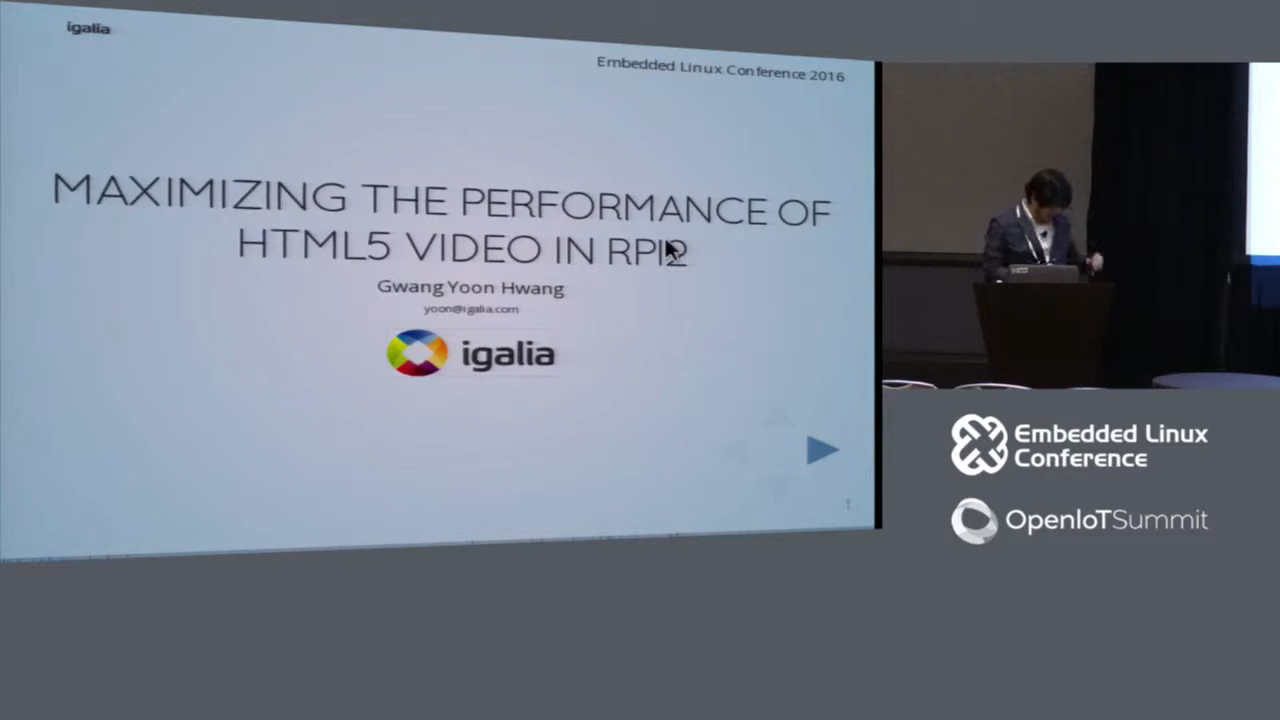 igalia
Embedded Linux Conference 2016
MAXIMIZING THE PERFORMANCE OF
HTML5 VIDEO IN RPI2
Gwang Yoon Hwang
yoon@igalia.com
igalia
1
Embedded Linux
Conference
OpenIoTSummit